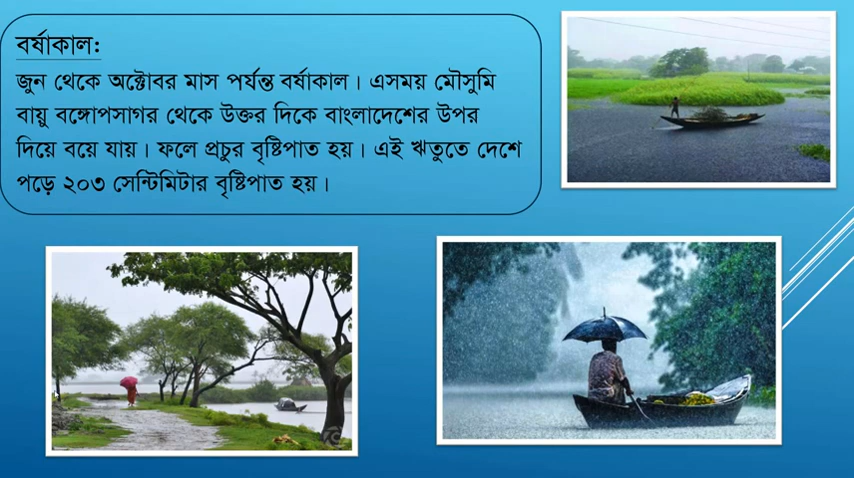 বর্ষাকাল:
জুন থেকে অক্টোবর মাস পর্যন্ত বর্ষাকাল। এসময় মৌসুমি
বায়ু বঙ্গোপসাগর থেকে উত্তর দিকে বাংলাদেশের উপর
দিয়ে বয়ে যায়। ফলে প্রচুর বৃষ্টিপাত হয়। এই ঋতুতে দেশে
পড়ে ২০৩ সেন্টিমিটার বৃষ্টিপাত হয়।